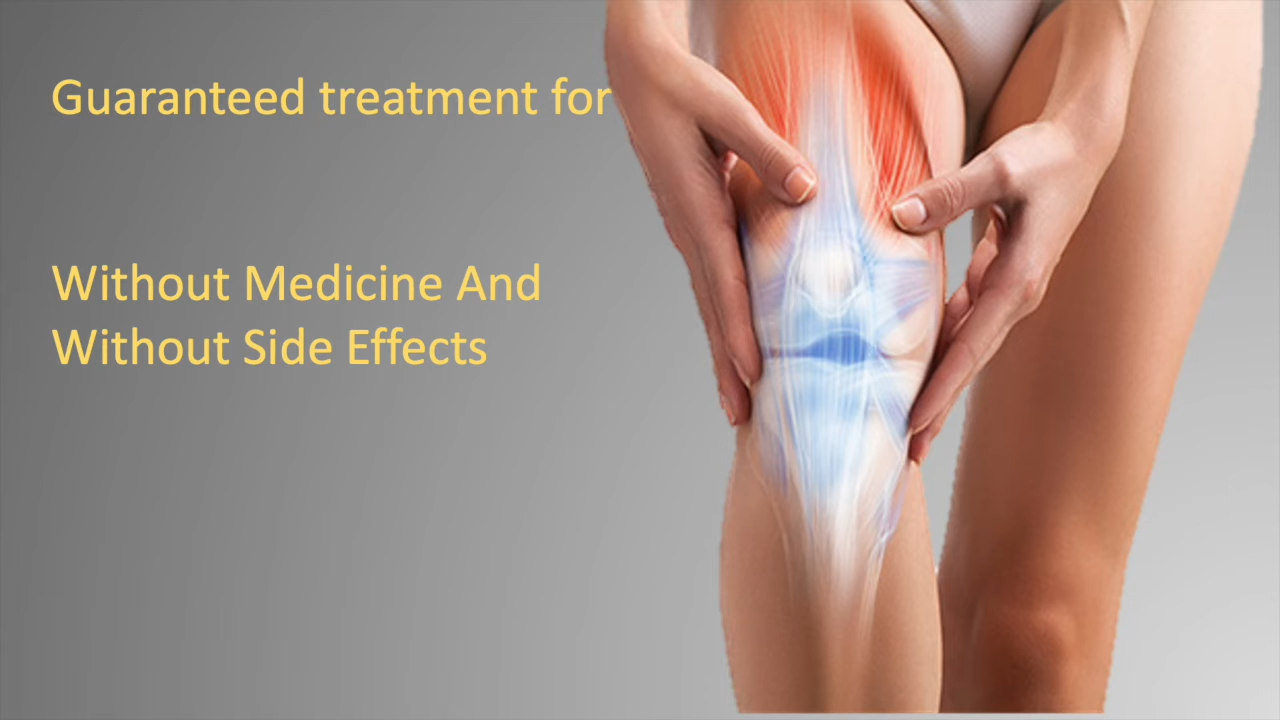 Guaranteed treatment for
Without Medicine And
Without Side Effects